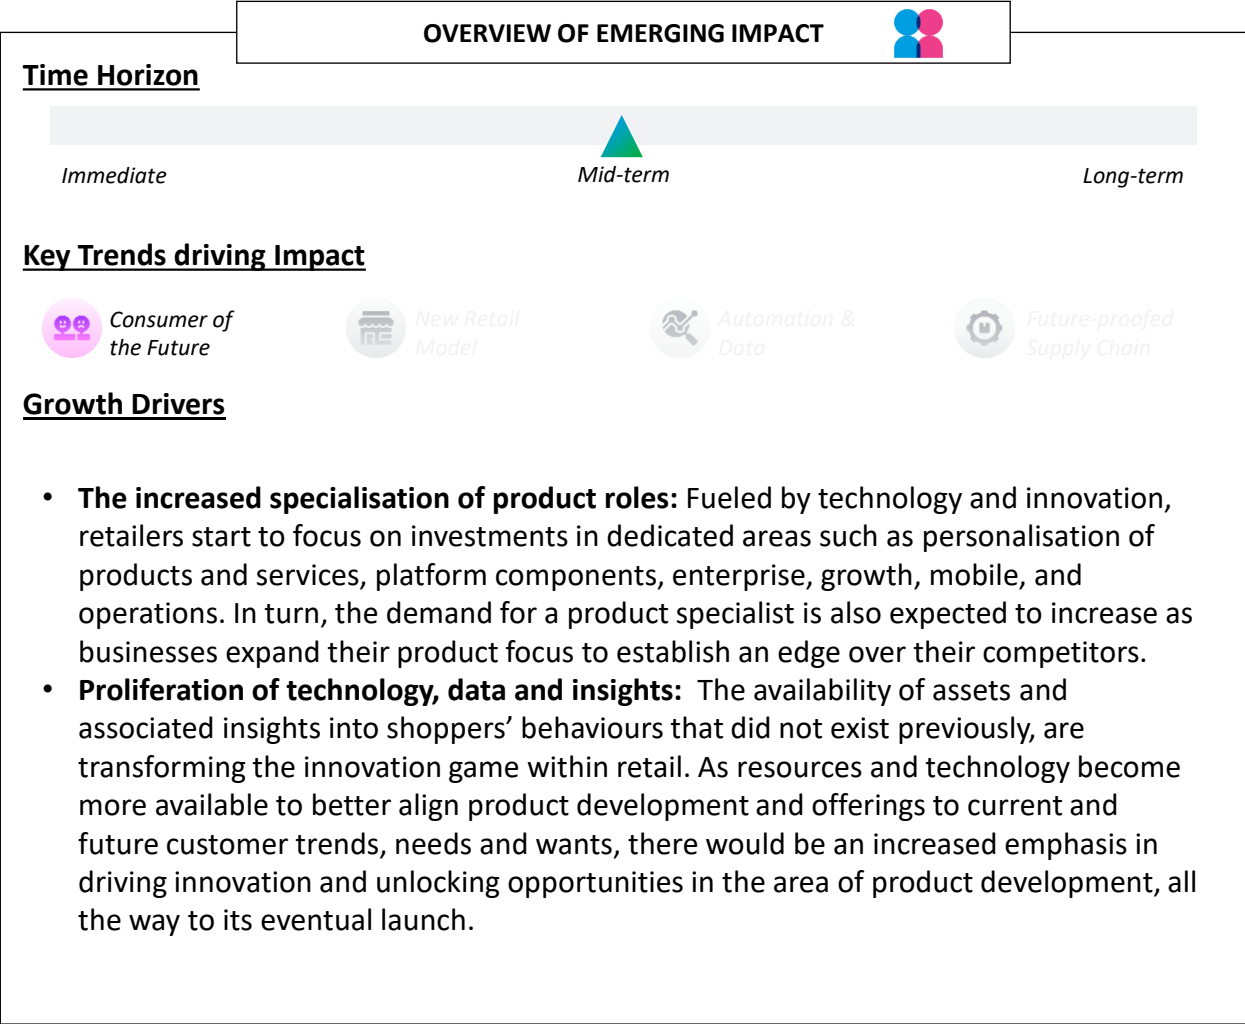 OVERVIEW OF EMERGING IMPACT
Time Horizon
Immediate
Mid-term
Long-term
Key Trends driving Impact
Consumer of
the Future
New Retail
Model
Automation &
Data
Future-proofed
Supply Chain
Growth Drivers
• The increased specialisation of product roles: Fueled by technology and innovation,
retailers start to focus on investments in dedicated areas such as personalisation of
products and services, platform components, enterprise, growth, mobile, and
operations. In turn, the demand for a product specialist is also expected to increase as
businesses expand their product focus to establish an edge over their competitors.
• Proliferation of technology, data and insights:  The availability of assets and
associated insights into shoppers’ behaviours that did not exist previously, are
transforming the innovation game within retail. As resources and technology become
more available to better align product development and offerings to current and
future customer trends, needs and wants, there would be an increased emphasis in
driving innovation and unlocking opportunities in the area of product development, all
the way to its eventual launch.